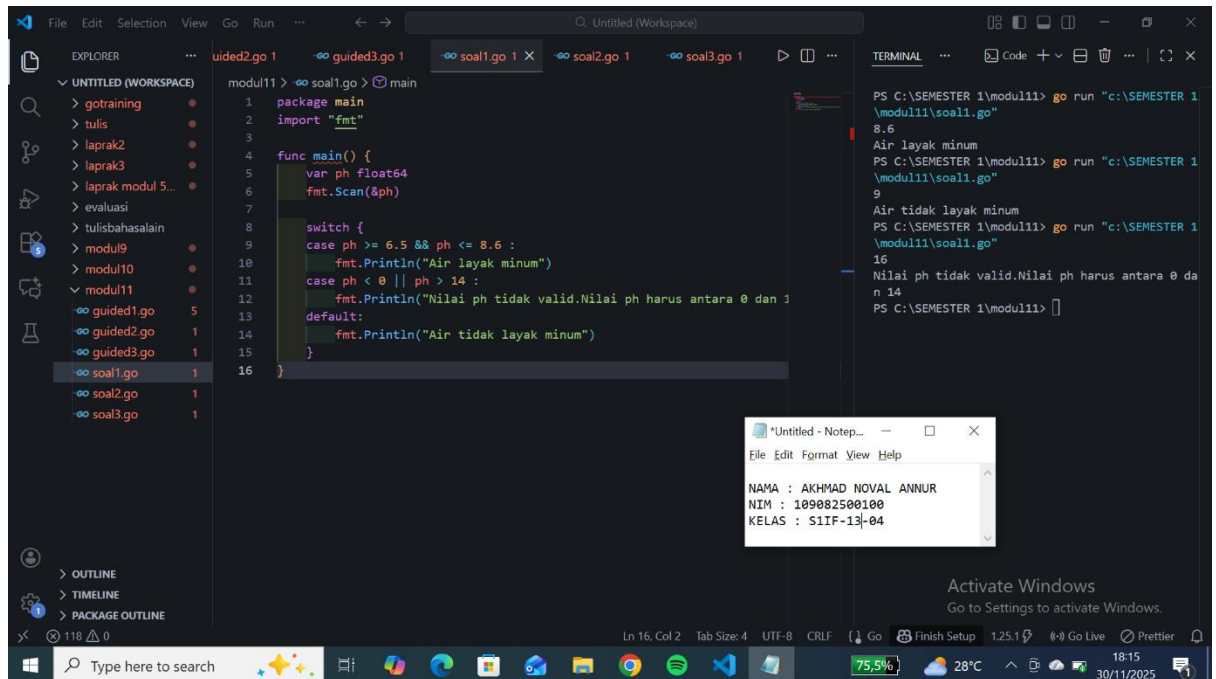 File Edit Selection View Go Run ··· Untitled (Workspace)
EXPLORER ···
UNTITLED (WORKSPACE)
gotraining
tulis
laprak2
laprak3
laprak modul 5...
evaluasi
tulisbahasalain
modul9
modul10
modul11
guided1.go 5
guided2.go 1
guided3.go 1
soal1.go 1
soal2.go 1
soal3.go 1
OUTLINE
TIMELINE
PACKAGE OUTLINE
uided2.go 1 guided3.go 1 soal1.go 1 soal2.go 1 soal3.go 1
modul11 > soal1.go > main
1 package main
2 import "fmt"
3
4 func main() {
5 var ph float64
6 fmt.Scan(&ph)
7
8 switch {
9 case ph >= 6.5 && ph <= 8.6 :
10 fmt.Println("Air layak minum")
11 case ph < 0 || ph > 14 :
12 fmt.Println("Nilai ph tidak valid.Nilai ph harus antara 0 dan 1
13 default:
14 fmt.Println("Air tidak layak minum")
15 }
16 }
TERMINAL ··· Code
PS C:\SEMESTER 1\modul11> go run "c:\SEMESTER 1
\modul11\soal1.go"
8.6
Air layak minum
PS C:\SEMESTER 1\modul11> go run "c:\SEMESTER 1
\modul11\soal1.go"
9
Air tidak layak minum
PS C:\SEMESTER 1\modul11> go run "c:\SEMESTER 1
\modul11\soal1.go"
16
Nilai ph tidak valid.Nilai ph harus antara 0 da
n 14
PS C:\SEMESTER 1\modul11>
*Untitled - Notep...
File Edit Format View Help
NAMA : AKHMAD NOVAL ANNUR
NIM : 109082500100
KELAS : S1IF-13-04
Activate Windows
Go to Settings to activate Windows.
118 0 Ln 16, Col 2 Tab Size: 4 UTF-8 CRLF Go Finish Setup 1.25.1 Go Live Prettier
Type here to search 75,5% 28°C 18:15
30/11/2025